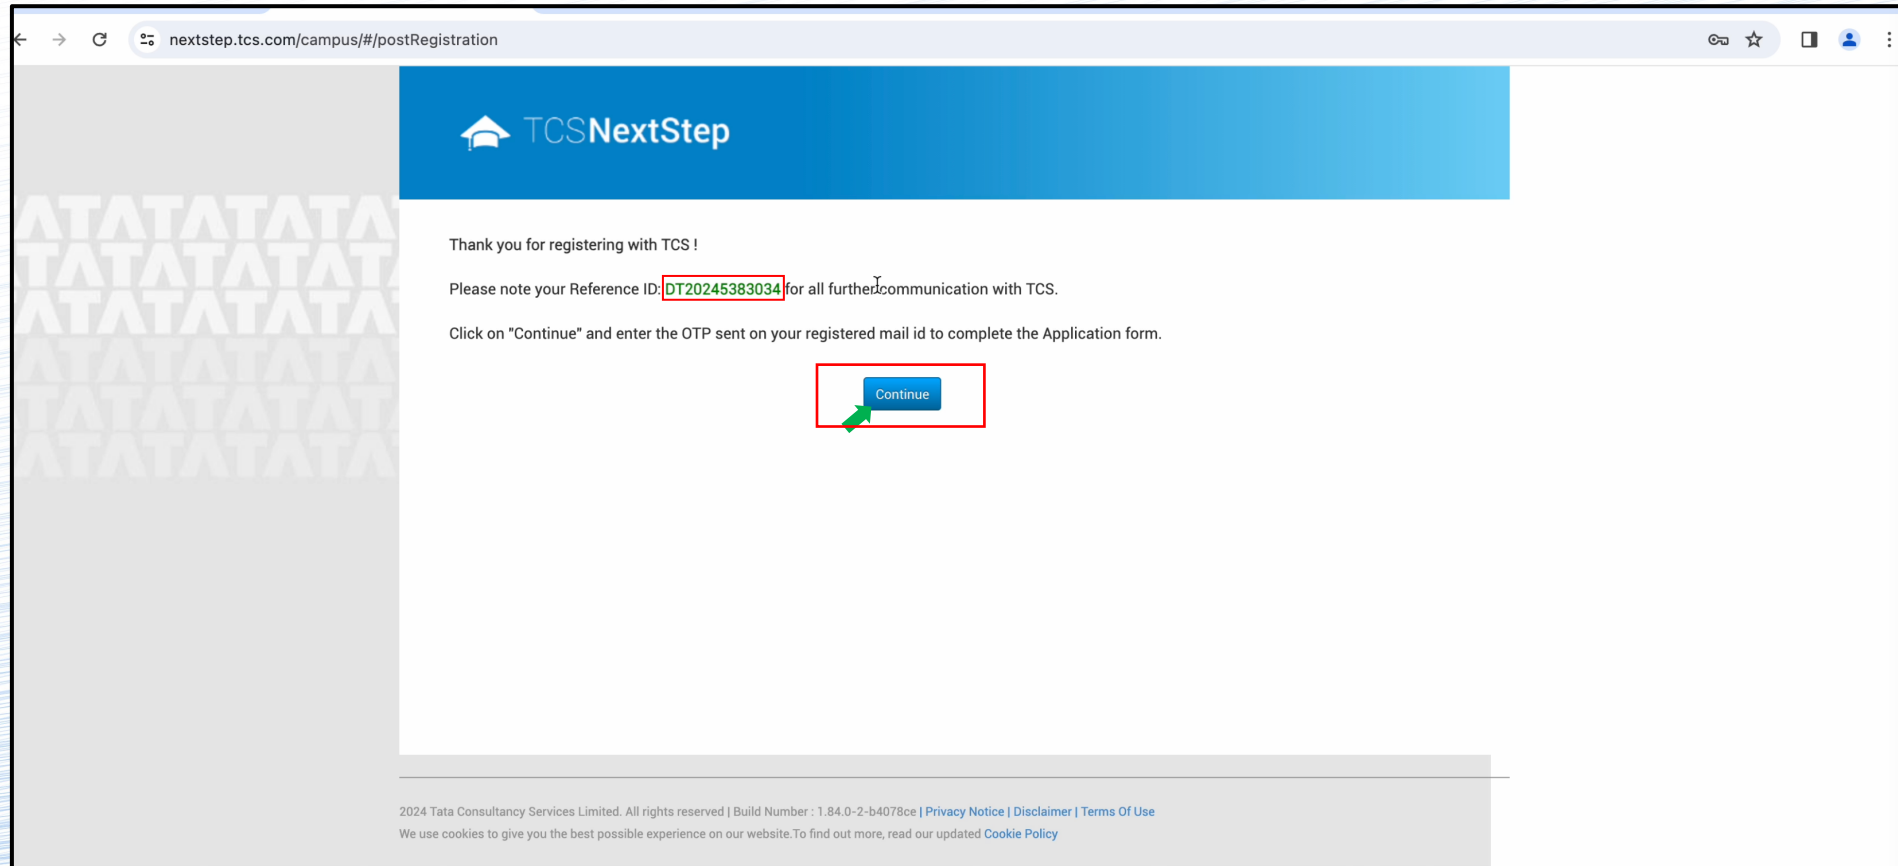 nextstep.tcs.com/campus/#/postRegistration
TCSNextStep
TATATATATA
Thank you for registering with TCS !
Please note your Reference ID: DT20245383034 for all further communication with TCS.
Click on "Continue" and enter the OTP sent on your registered mail id to complete the Application form.
Continue
2024 Tata Consultancy Services Limited. All rights reserved | Build Number : 1.84.0-2-b4078ce | Privacy Notice | Disclaimer | Terms Of Use
We use cookies to give you the best possible experience on our website.To find out more, read our updated Cookie Policy